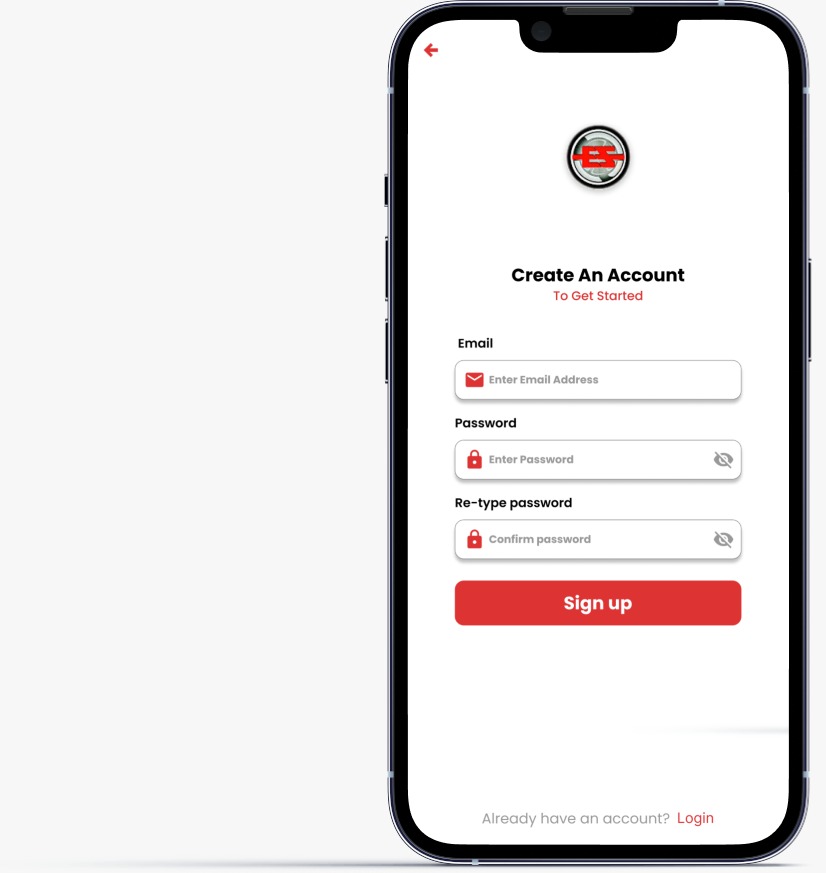 Create An Account
To Get Started
Email
Enter Email Address
Password
Enter Password
Re-type password
Confirm password
Sign up
Already have an account? Login